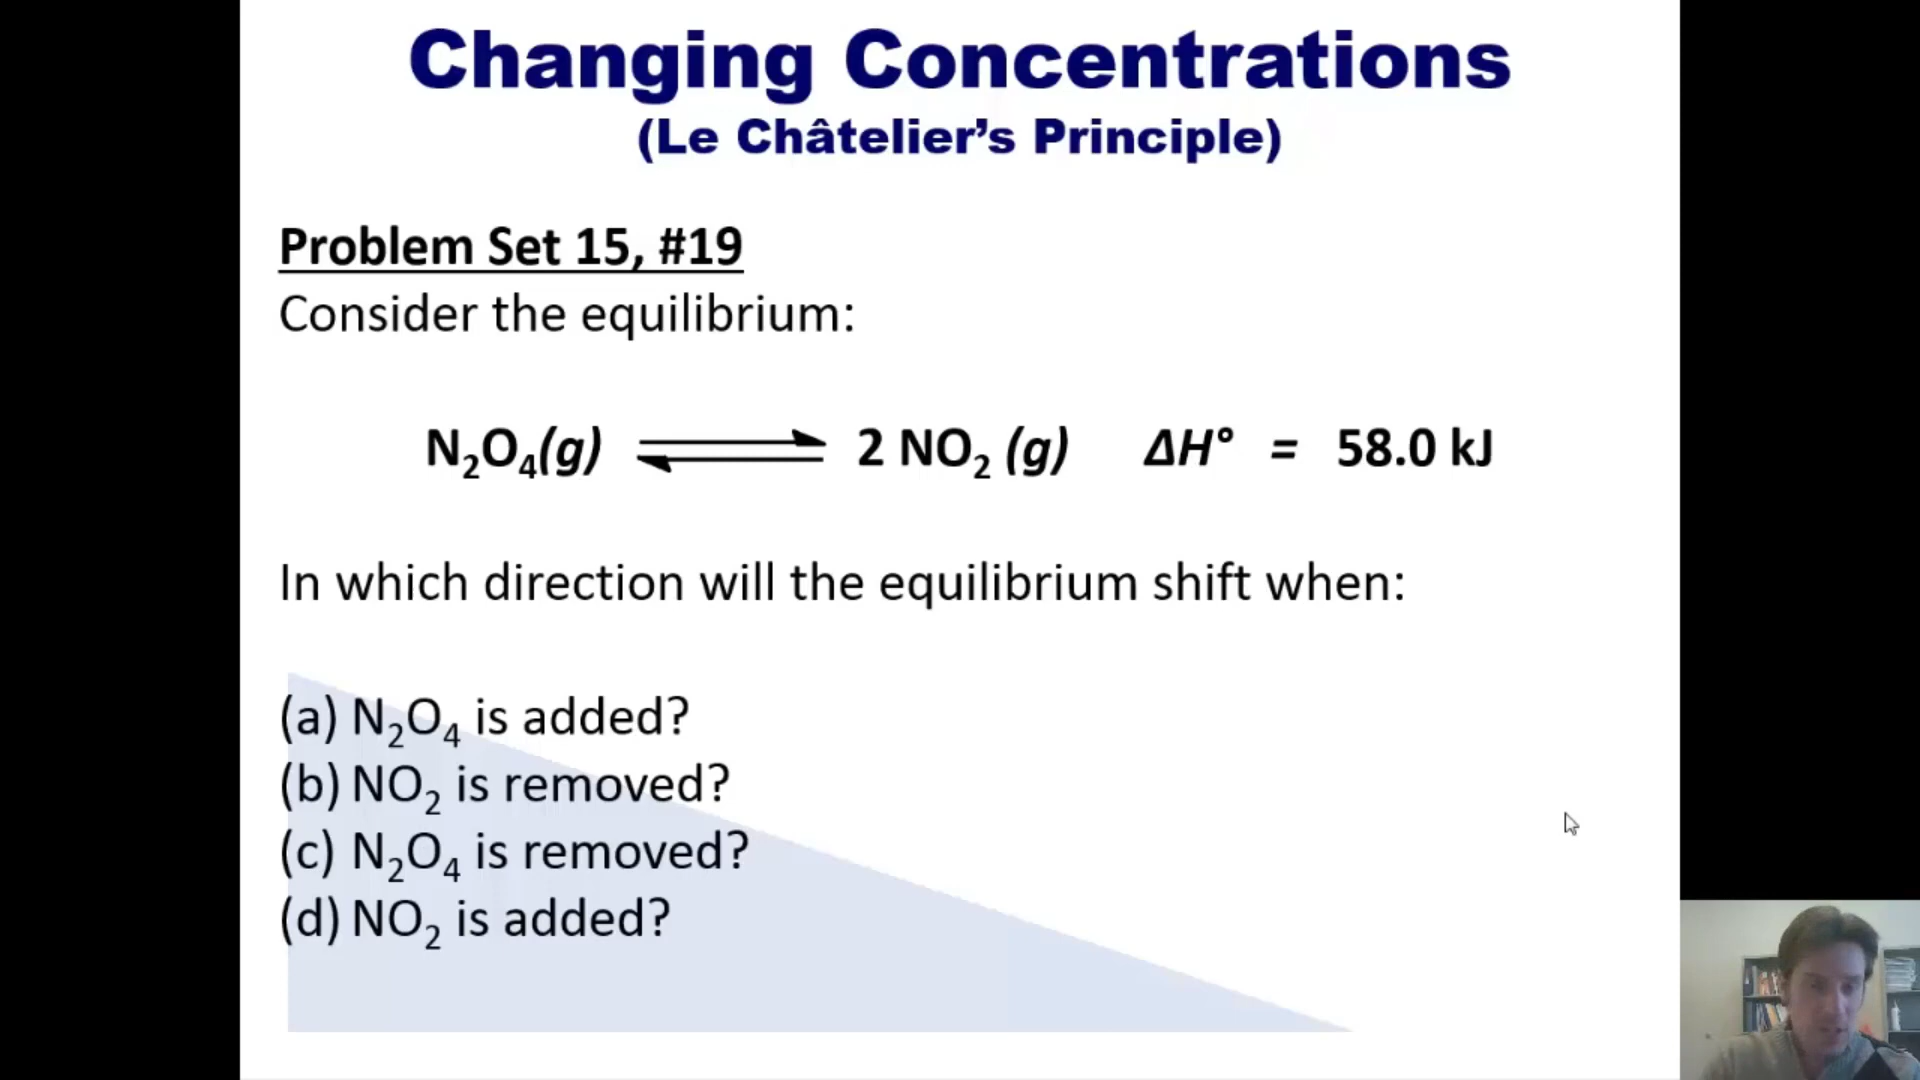 Changing Concentrations
(Le Châtelier’s Principle)
Problem Set 15, #19
Consider the equilibrium:
N₂O₄(g) ⇌ 2 NO₂ (g) ΔH° = 58.0 kJ
In which direction will the equilibrium shift when:
(a) N₂O₄ is added?
(b) NO₂ is removed?
(c) N₂O₄ is removed?
(d) NO₂ is added?